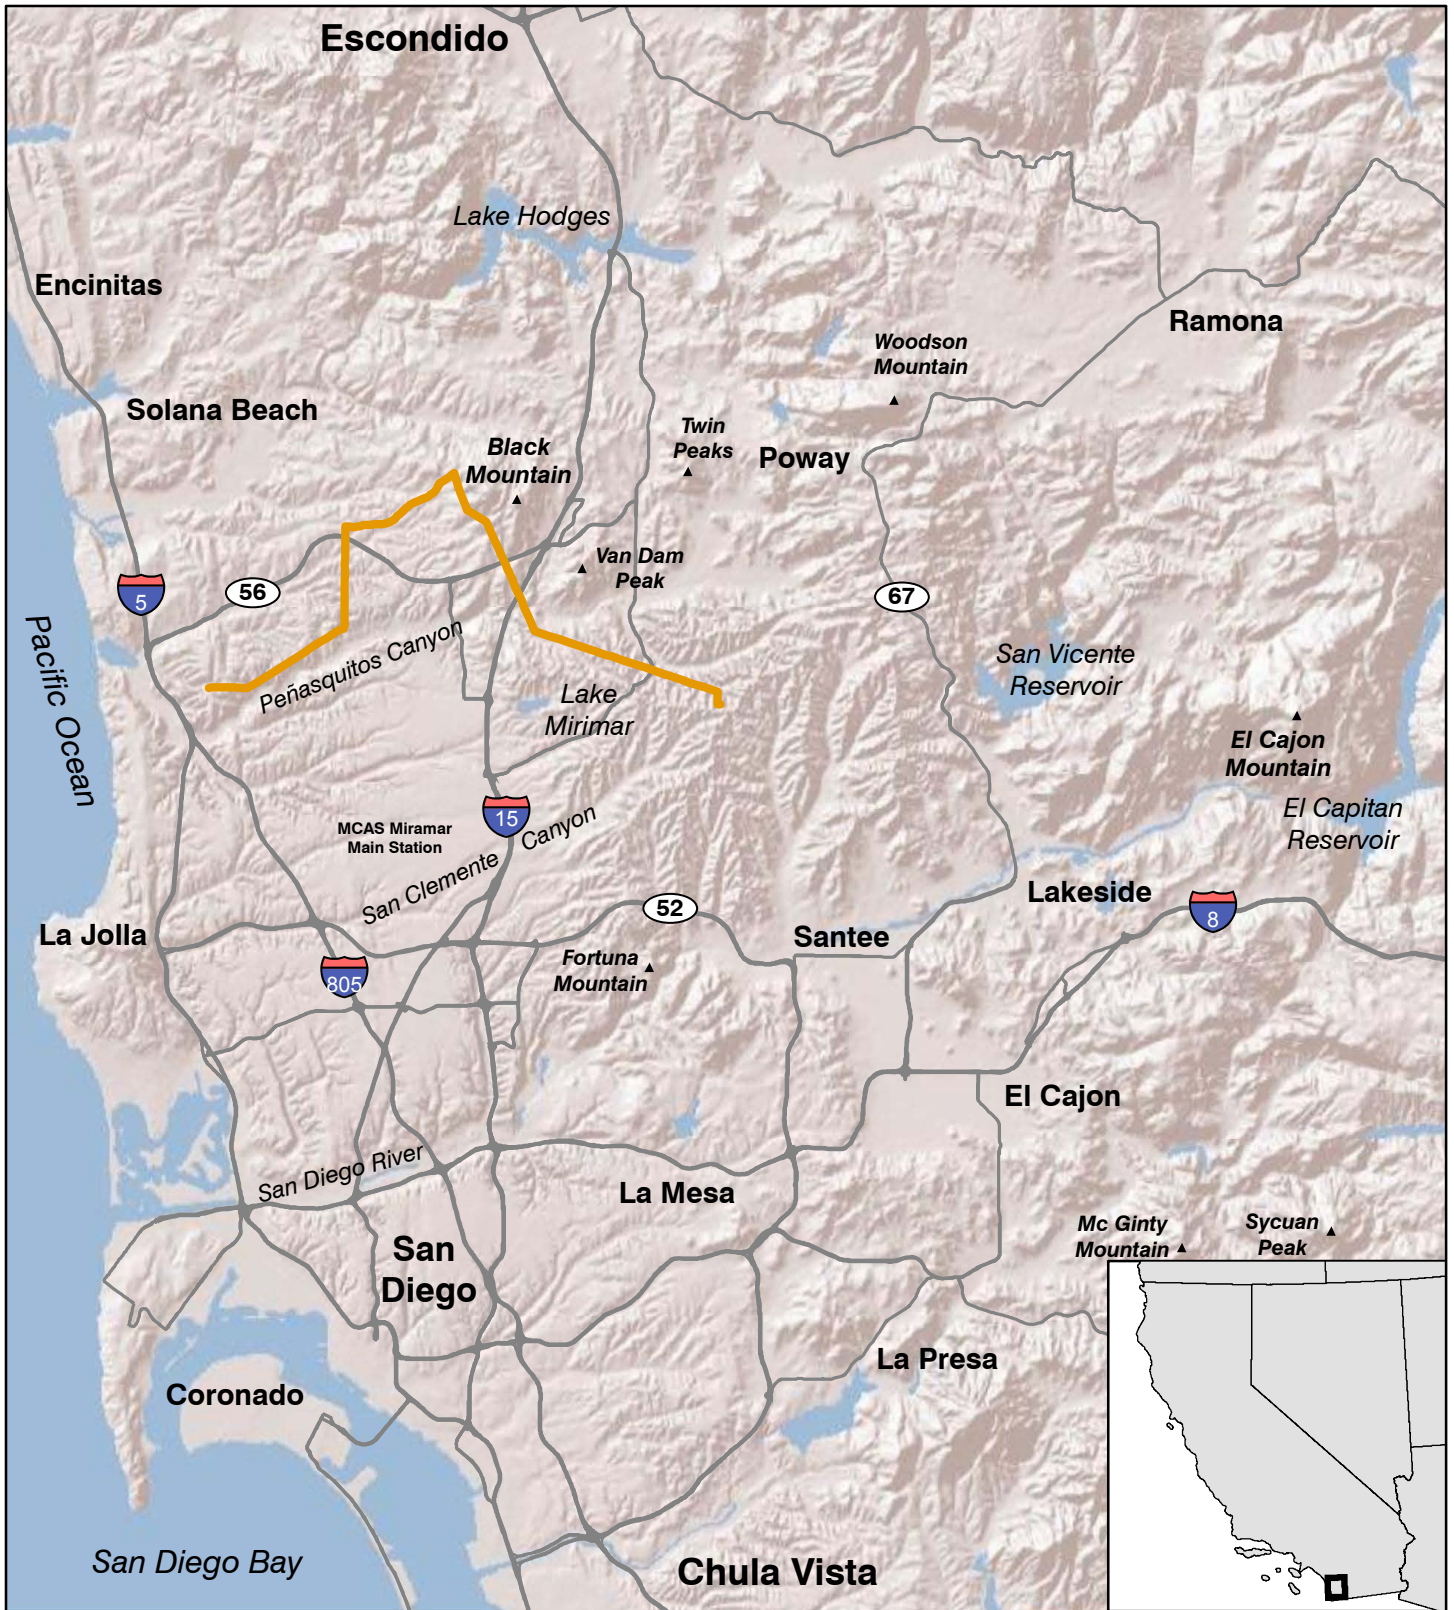 Escondido
Lake Hodges
Encinitas
Ramona
Woodson
Mountain
Solana Beach
Twin
Peaks
Poway
Black
Mountain
Van Dam
Peak
5
56
67
Peñasquitos Canyon
Pacific Ocean
San Vicente
Reservoir
Lake
Mirimar
El Cajon
Mountain
El Capitan
Reservoir
15
MCAS Miramar
Main Station
San Clemente Canyon
Lakeside
8
52
La Jolla
Santee
805
Fortuna
Mountain
El Cajon
San Diego River
La Mesa
Mc Ginty
Mountain
Sycuan
Peak
San
Diego
La Presa
Coronado
San Diego Bay
Chula Vista